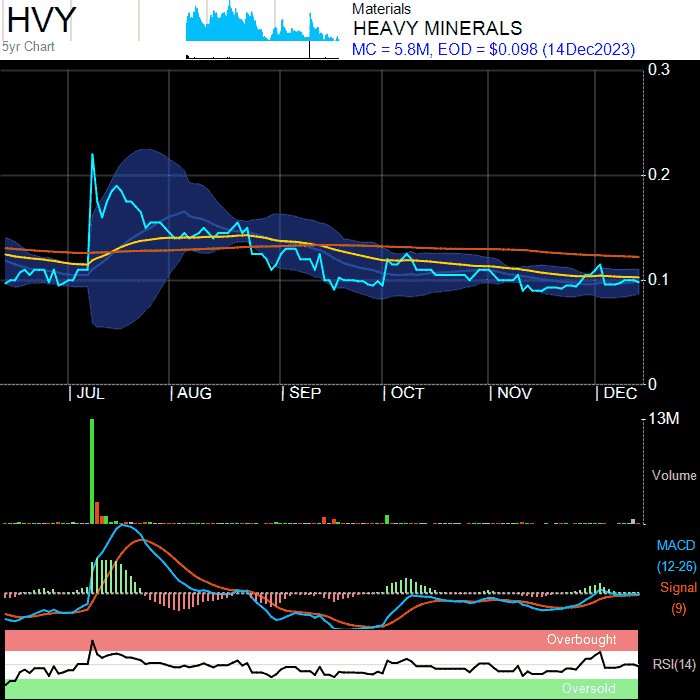 HVY
5yr Chart
Materials
HEAVY MINERALS
MC = 5.8M, EOD = $0.098 (14Dec2023)
0.3
0.2
0.1
0
| JUL | AUG | SEP | OCT | NOV | DEC
13M
Volume
MACD
(12-26)
Signal
(9)
Overbought
RSI(14)
Oversold